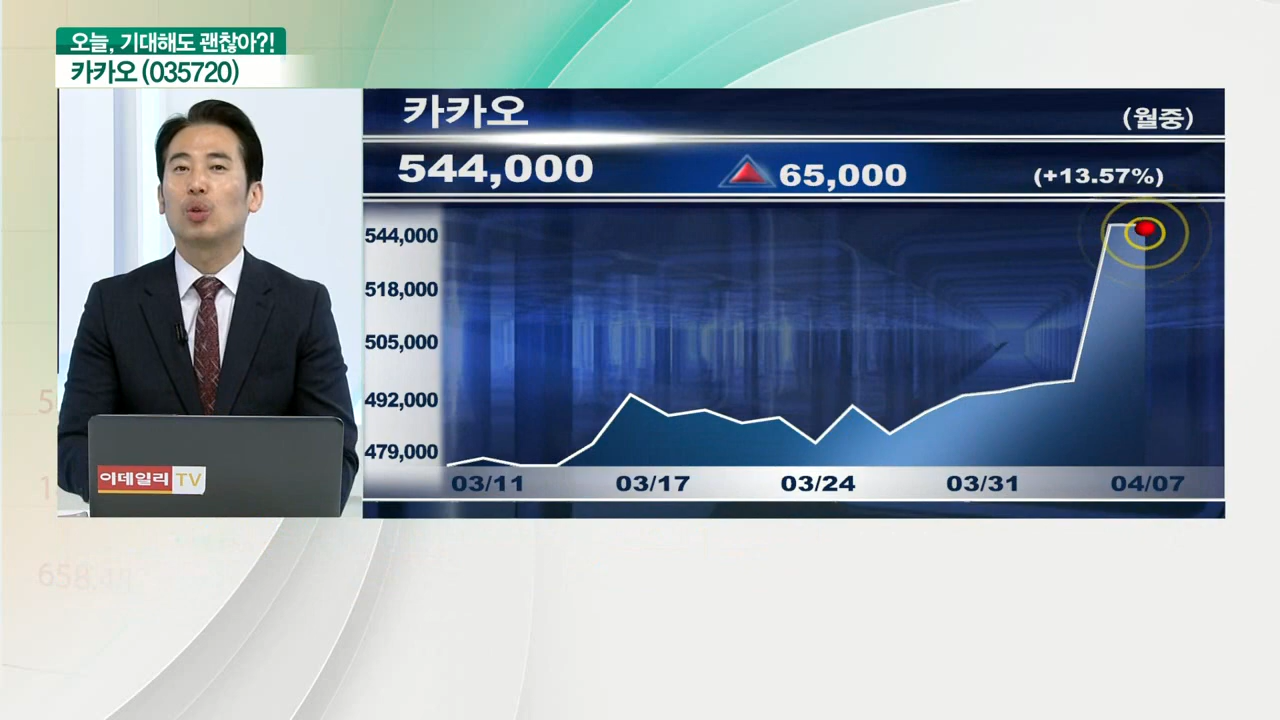 오늘, 기대해도 괜찮아?!
카카오 (035720)
카카오
(월중)
544,000
65,000
(+13.57%)
544,000
518,000
505,000
492,000
479,000
03/11
03/17
03/24
03/31
04/07
이데일리 TV